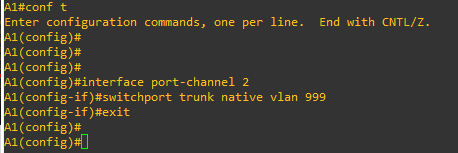 A1#conf t
Enter configuration commands, one per line.  End with CNTL/Z.
A1(config)#
A1(config)#
A1(config)#
A1(config)#interface port-channel 2
A1(config-if)#switchport trunk native vlan 999
A1(config-if)#exit
A1(config)#
A1(config)#